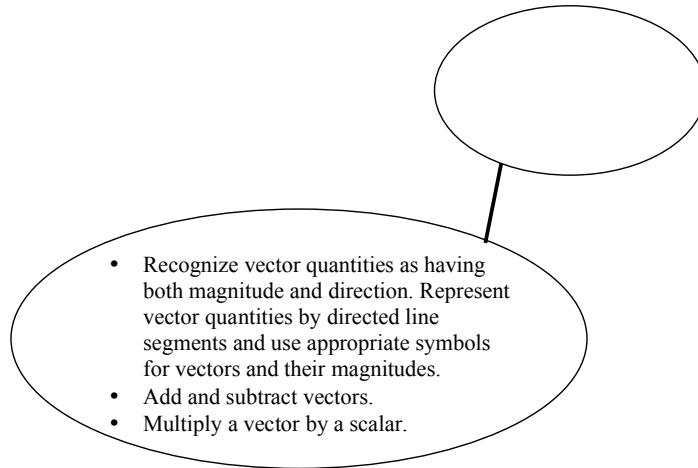 • Recognize vector quantities as having
both magnitude and direction. Represent
vector quantities by directed line
segments and use appropriate symbols
for vectors and their magnitudes.
• Add and subtract vectors.
• Multiply a vector by a scalar.